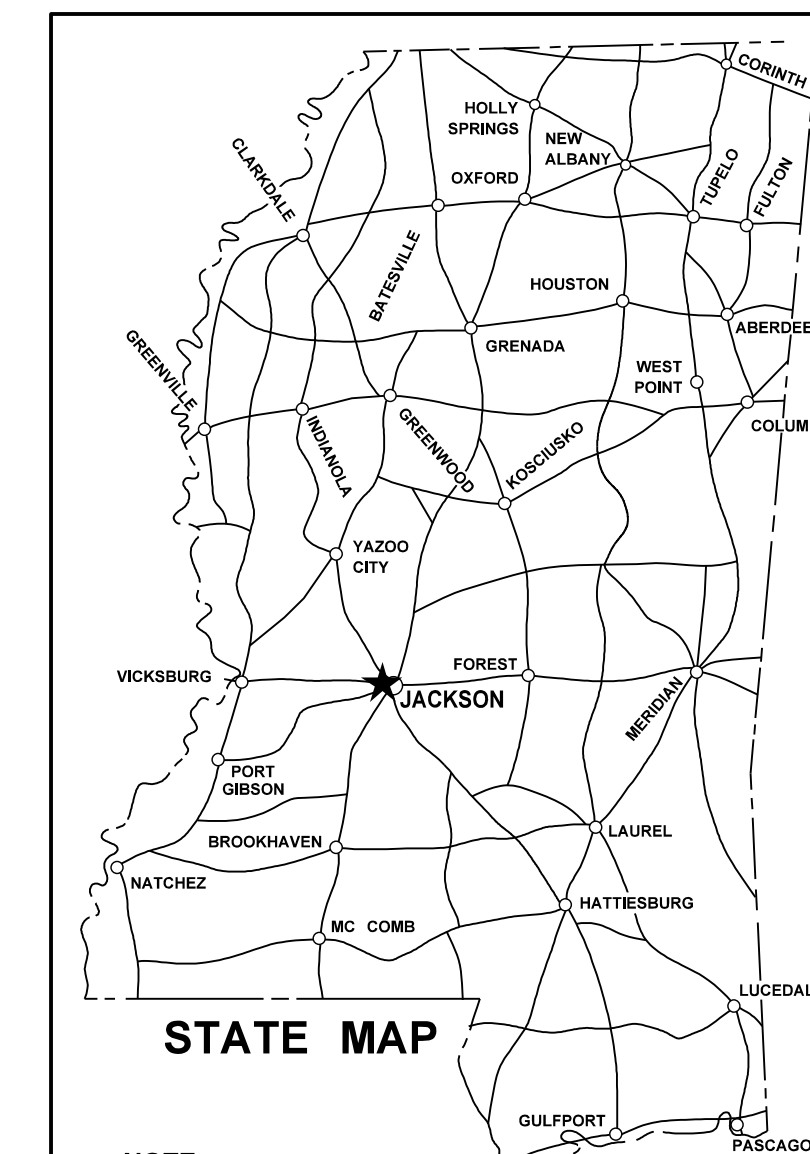 CORINTH
HOLLY
SPRINGS
NEW
ALBANY
CLARKDALE
OXFORD
TUPELO
FULTON
BATESVILLE
HOUSTON
ABERDEE
GREENVILLE
GRENADA
WEST
POINT
INDIANOLA
GREENWOOD
KOSCIUSKO
COLUM
YAZOO
CITY
VICKSBURG
FOREST
JACKSON
MERIDIAN
PORT
GIBSON
BROOKHAVEN
LAUREL
NATCHEZ
HATTIESBURG
MC COMB
LUCEDAL
STATE MAP
GULFPORT
PASCAGO
NOTE